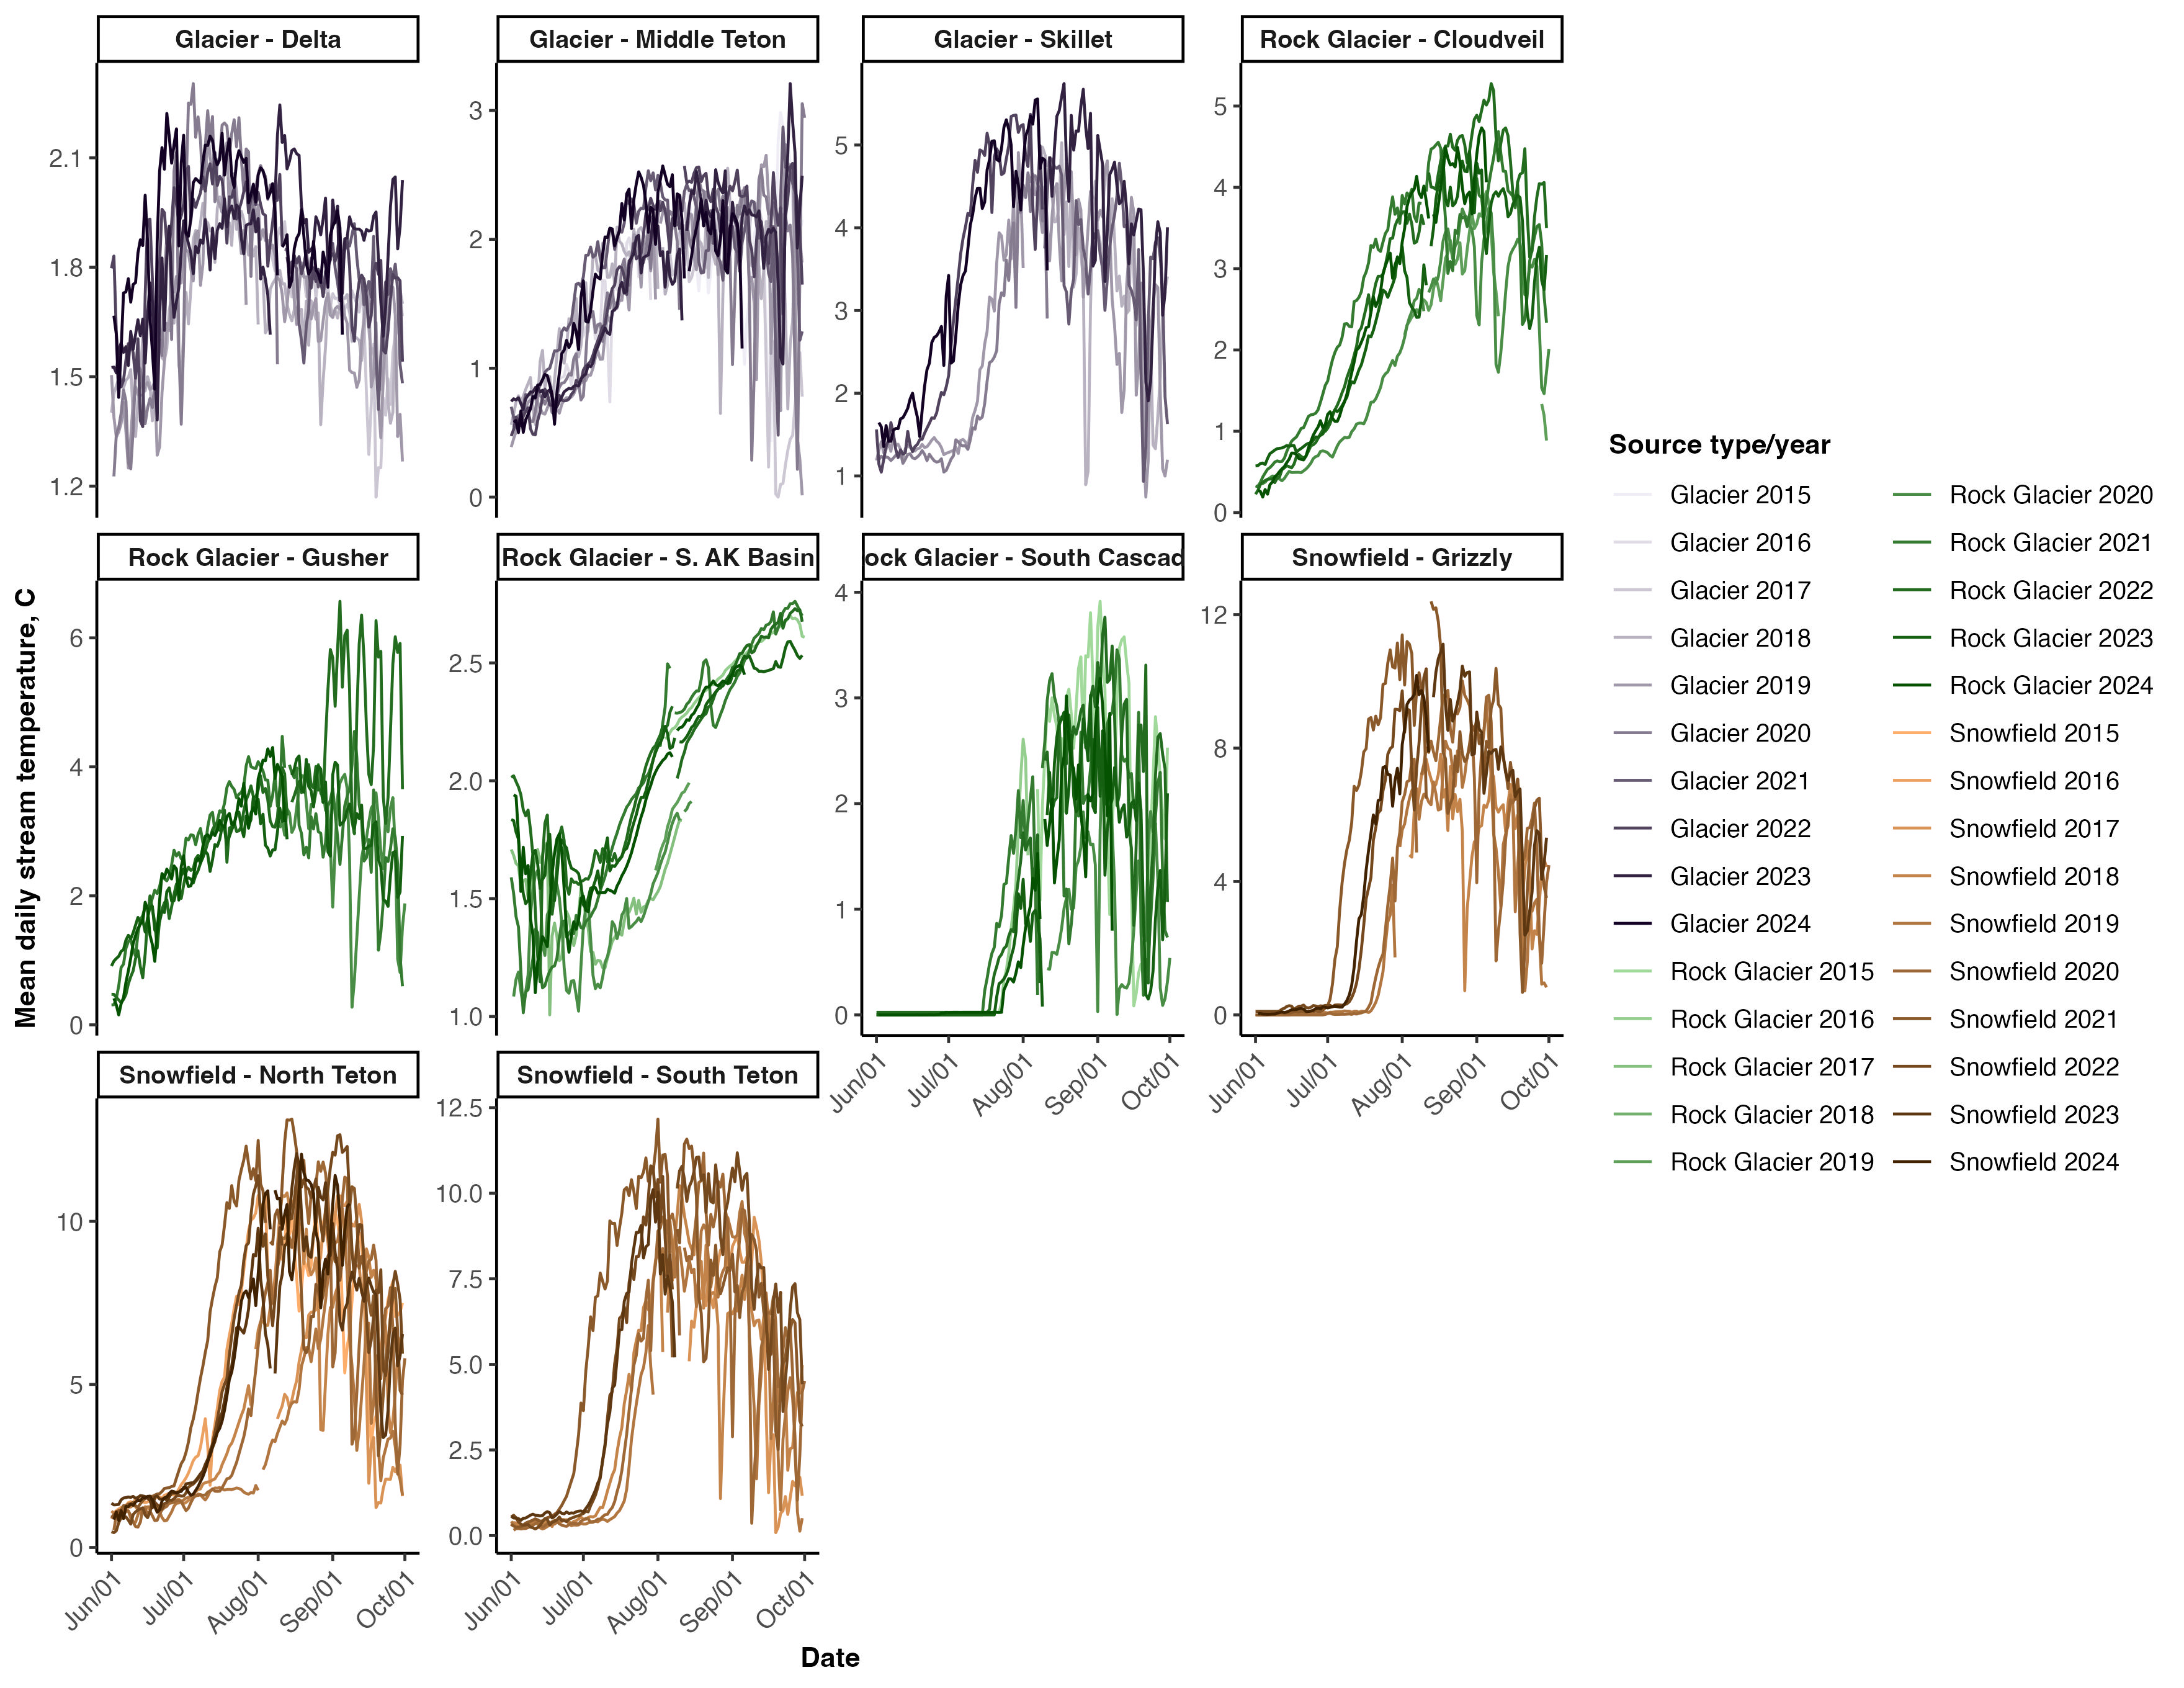 Glacier - Delta
Glacier - Middle Teton
Glacier - Skillet
Rock Glacier - Cloudveil
2.1
1.8
1.5
1.2
3
2
1
0
5
4
3
2
1
5
4
3
2
1
0
Rock Glacier - Gusher
Rock Glacier - S. AK Basin
ock Glacier - South Cascad
Snowfield - Grizzly
6
4
2
0
2.5
2.0
1.5
1.0
4
3
2
1
0
12
8
4
0
Jun/01
Jul/01
Aug/01
Sep/01
Oct/01
Jun/01
Jul/01
Aug/01
Sep/01
Oct/01
Snowfield - North Teton
Snowfield - South Teton
10
5
0
12.5
10.0
7.5
5.0
2.5
0.0
Jun/01
Jul/01
Aug/01
Sep/01
Oct/01
Jun/01
Jul/01
Aug/01
Sep/01
Oct/01
Mean daily stream temperature, C
Date
Source type/year
Glacier 2015
Glacier 2016
Glacier 2017
Glacier 2018
Glacier 2019
Glacier 2020
Glacier 2021
Glacier 2022
Glacier 2023
Glacier 2024
Rock Glacier 2015
Rock Glacier 2016
Rock Glacier 2017
Rock Glacier 2018
Rock Glacier 2019
Rock Glacier 2020
Rock Glacier 2021
Rock Glacier 2022
Rock Glacier 2023
Rock Glacier 2024
Snowfield 2015
Snowfield 2016
Snowfield 2017
Snowfield 2018
Snowfield 2019
Snowfield 2020
Snowfield 2021
Snowfield 2022
Snowfield 2023
Snowfield 2024